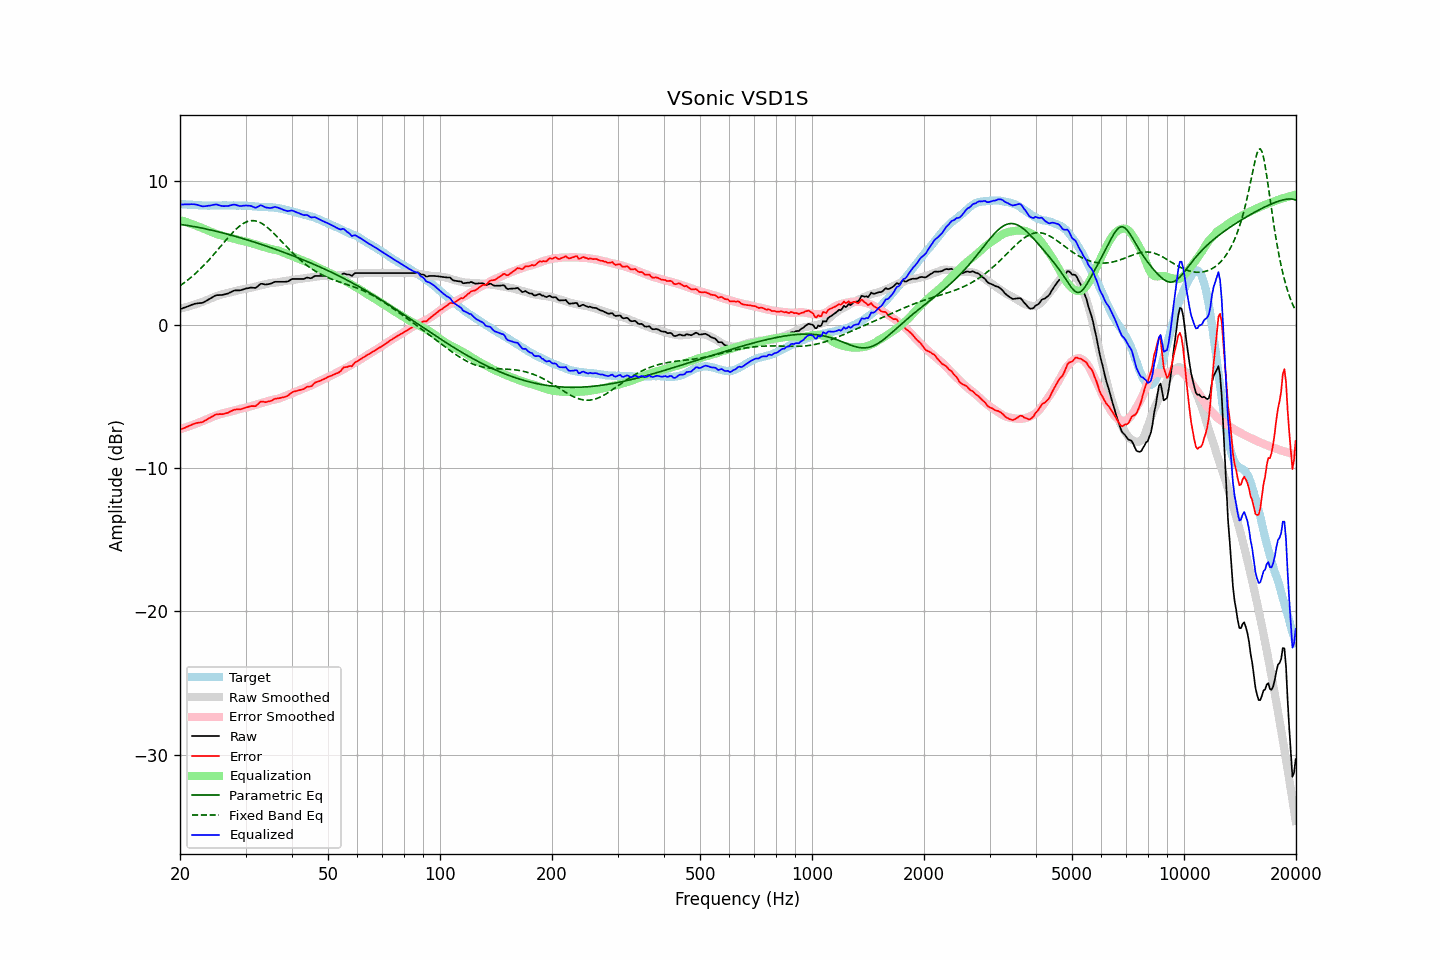 VSonic VSD1S
Amplitude (dBr)
10
0
−10
−20
−30
Target
Raw Smoothed
Error Smoothed
Raw
Error
Equalization
Parametric Eq
Fixed Band Eq
Equalized
20 50 100 200 500 1000 2000 5000 10000 20000
Frequency (Hz)